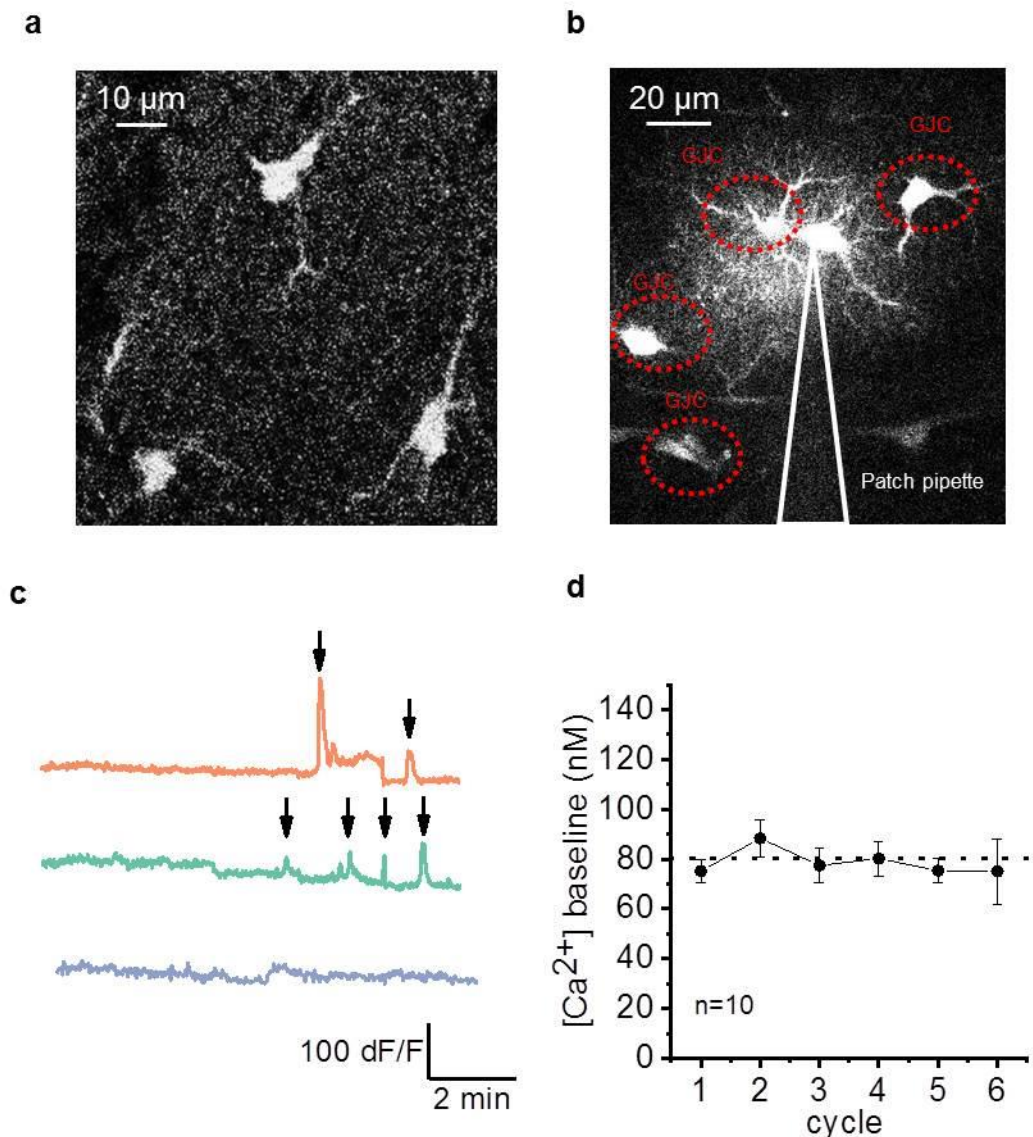 a
10 µm
b
20 µm
GJC
GJC
GJC
GJC
Patch pipette
c
100 dF/F
2 min
d
[Ca²⁺] baseline (nM)
140
120
100
80
60
40
20
0
n=10
1 2 3 4 5 6
cycle